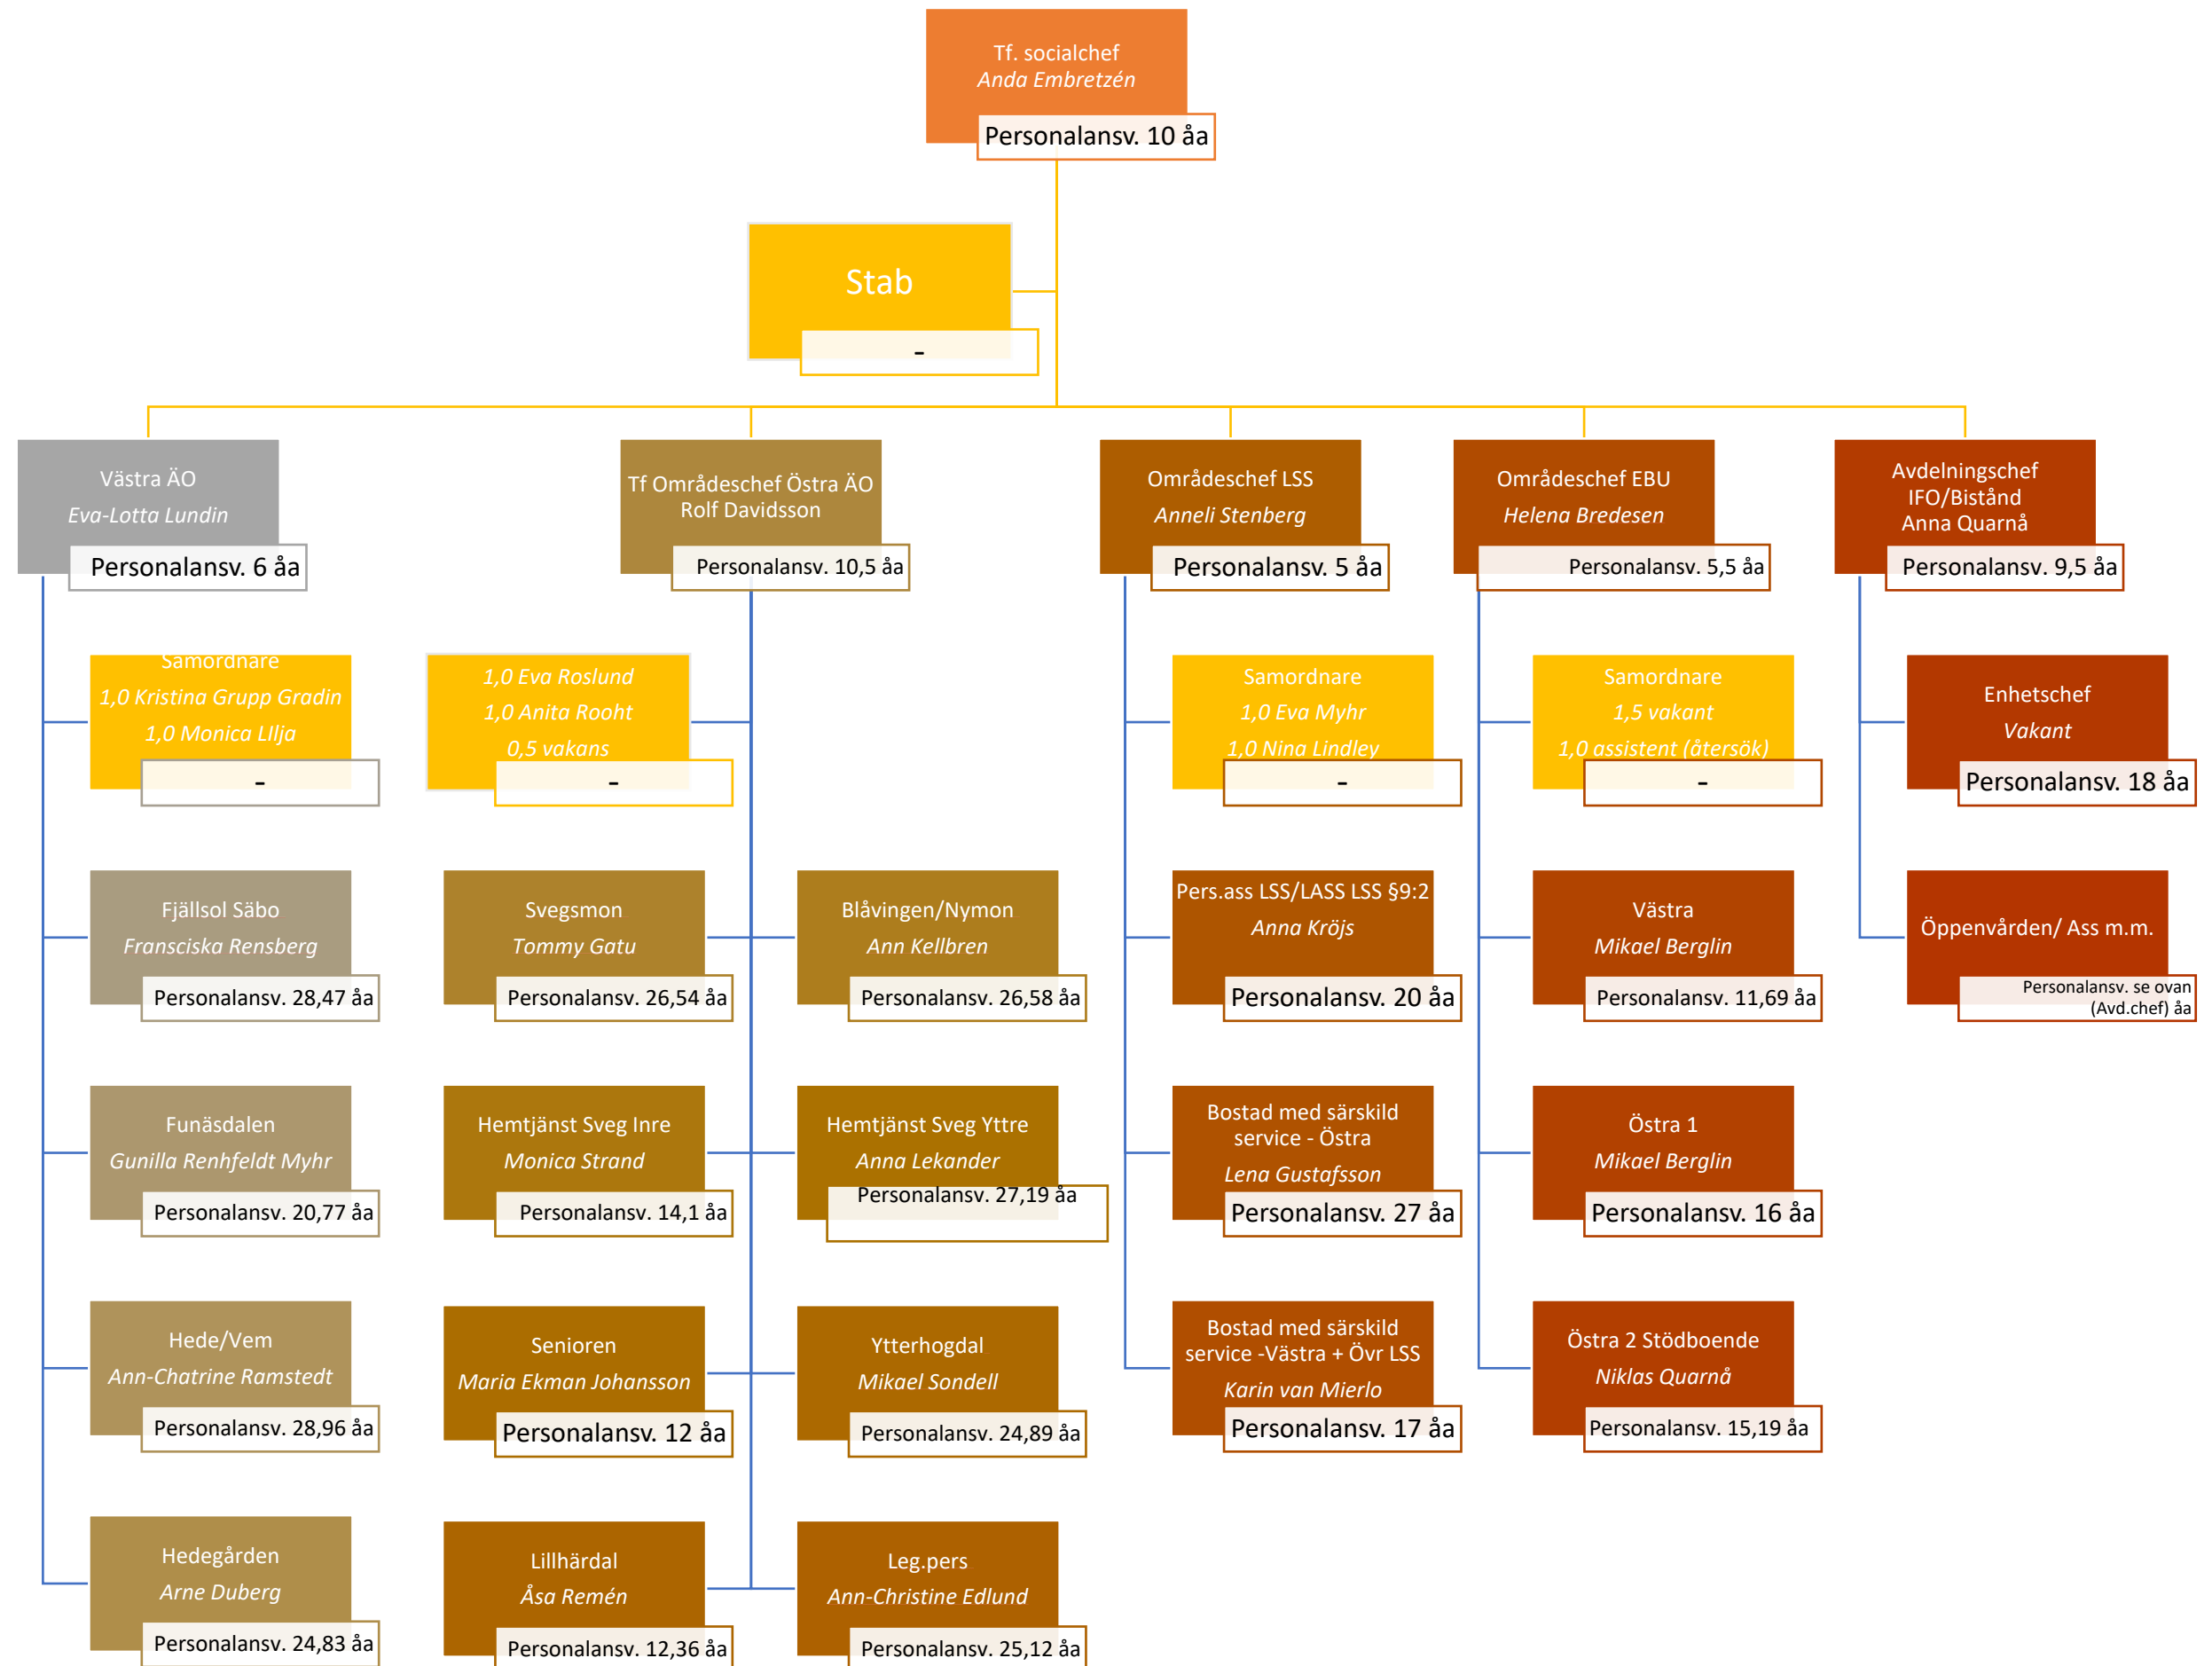 Tf. socialchef
Anda Embretzén
Personalansv. 10 åa
Stab
-
Västra ÄO
Eva-Lotta Lundin
Personalansv. 6 åa
Tf Områdeschef Östra ÄO
Rolf Davidsson
Personalansv. 10,5 åa
Områdeschef LSS
Anneli Stenberg
Personalansv. 5 åa
Områdeschef EBU
Helena Bredesen
Personalansv. 5,5 åa
Avdelningschef
IFO/Bistånd
Anna Quarnå
Personalansv. 9,5 åa
Samordnare
1,0 Kristina Grupp Gradin
1,0 Monica LIlja
-
1,0 Eva Roslund
1,0 Anita Rooht
0,5 vakans
-
Samordnare
1,0 Eva Myhr
1,0 Nina Lindley
-
Samordnare
1,5 vakant
1,0 assistent (återsök)
-
Enhetschef
Vakant
Personalansv. 18 åa
Fjällsol Säbo
Fransciska Rensberg
Personalansv. 28,47 åa
Svegsmon
Tommy Gatu
Personalansv. 26,54 åa
Blåvingen/Nymon
Ann Kellbren
Personalansv. 26,58 åa
Pers.ass LSS/LASS LSS §9:2
Anna Kröjs
Personalansv. 20 åa
Västra
Mikael Berglin
Personalansv. 11,69 åa
Öppenvården/ Ass m.m.
Personalansv. se ovan
(Avd.chef) åa
Funäsdalen
Gunilla Renhfeldt Myhr
Personalansv. 20,77 åa
Hemtjänst Sveg Inre
Monica Strand
Personalansv. 14,1 åa
Hemtjänst Sveg Yttre
Anna Lekander
Personalansv. 27,19 åa
Bostad med särskild
service - Östra
Lena Gustafsson
Personalansv. 27 åa
Östra 1
Mikael Berglin
Personalansv. 16 åa
Hede/Vem
Ann-Chatrine Ramstedt
Personalansv. 28,96 åa
Senioren
Maria Ekman Johansson
Personalansv. 12 åa
Ytterhogdal
Mikael Sondell
Personalansv. 24,89 åa
Bostad med särskild
service -Västra + Övr LSS
Karin van Mierlo
Personalansv. 17 åa
Östra 2 Stödboende
Niklas Quarnå
Personalansv. 15,19 åa
Hedegården
Arne Duberg
Personalansv. 24,83 åa
Lillhärdal
Åsa Remén
Personalansv. 12,36 åa
Leg.pers
Ann-Christine Edlund
Personalansv. 25,12 åa